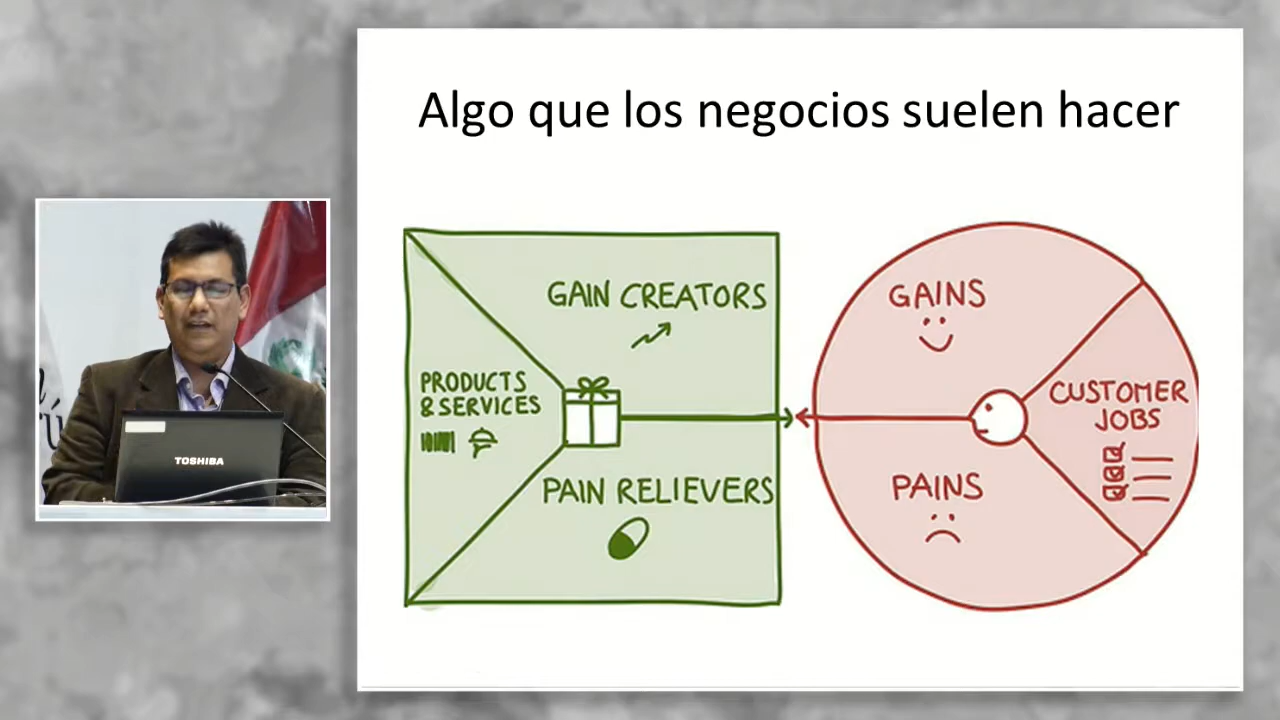 Algo que los negocios suelen hacer
GAIN CREATORS
PRODUCTS
& SERVICES
PAIN RELIEVERS
GAINS
CUSTOMER
JOBS
PAINS
TOSHIBA